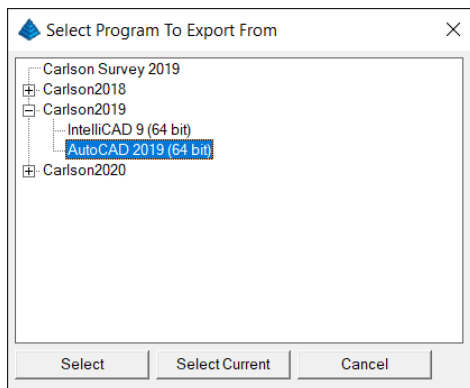 Select Program To Export From
Carlson Survey 2019
Carlson2018
Carlson2019
IntelliCAD 9 (64 bit)
AutoCAD 2019 (64 bit)
Carlson2020
Select Select Current Cancel